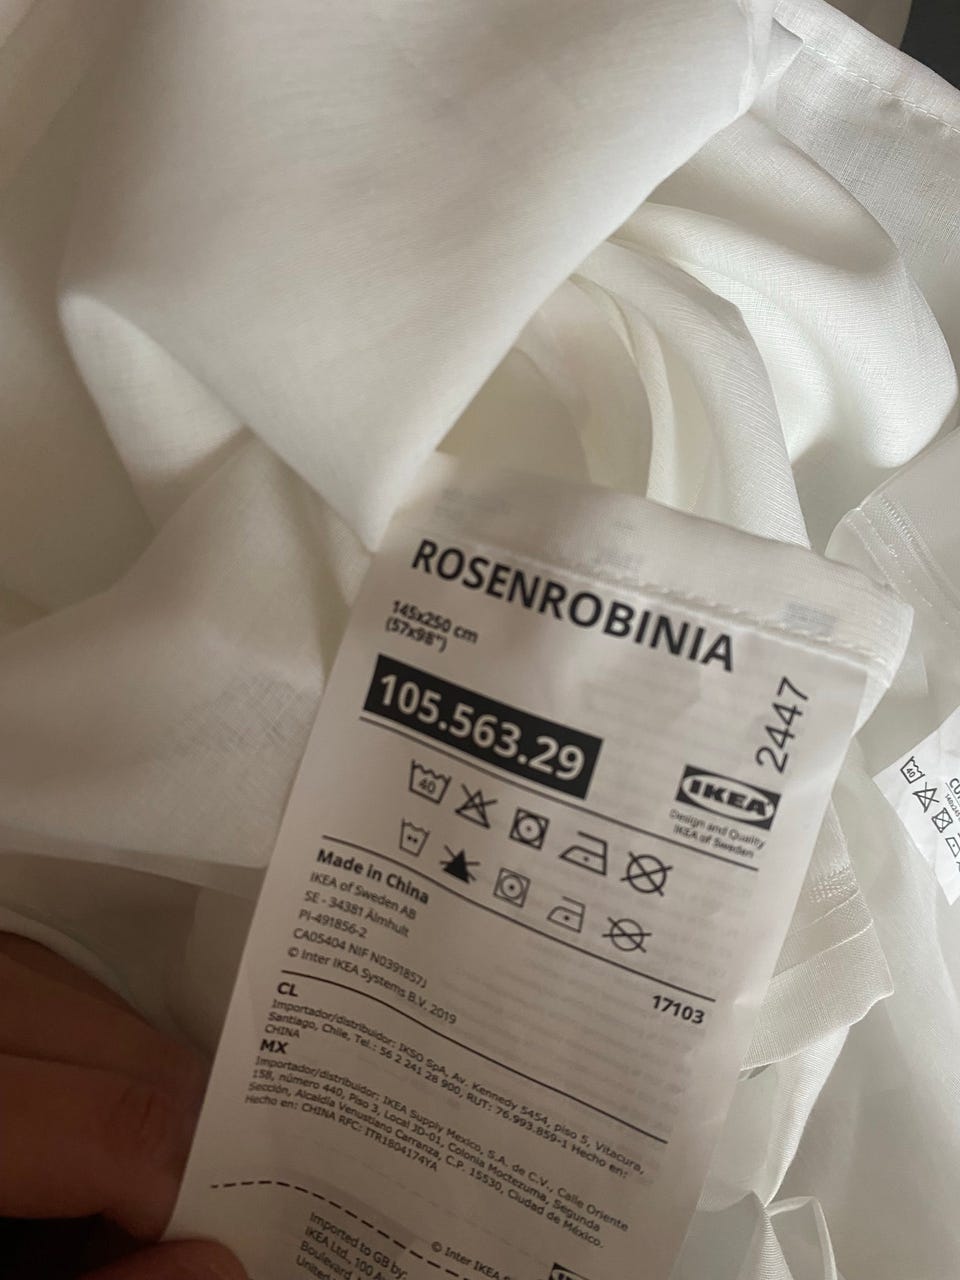 ROSENROBINIA
145x250 cm
(57x98")
2447
105.563.29
IKEA
Design and Quality
IKEA of Sweden
40
Made in China
IKEA of Sweden AB
SE - 34381 Älmhult
PI-491856-2
CA05404 NIF N0391857J
© Inter IKEA Systems B.V. 2019
17103
CL
Importador/distribuidor: IKSO SpA, Av. Kennedy 5454, piso 5, Vitacura,
Santiago, Chile, Tel.: 56 2 241 28 900, RUT: 76.993.859-1 Hecho en:
CHINA
MX
Importador/distribuidor: IKEA Supply Mexico, S.A. de C.V., Calle Oriente
158, número 440, Piso 3, Local JD-01, Colonia Moctezuma, Segunda
Sección, Alcaldía Venustiano Carranza, C.P. 15530, Ciudad de México.
Hecho en: CHINA RFC: ITR1804174YA
© Inter IKEA
Imported to GB by:
IKEA Ltd., 100
Boulevard,
40